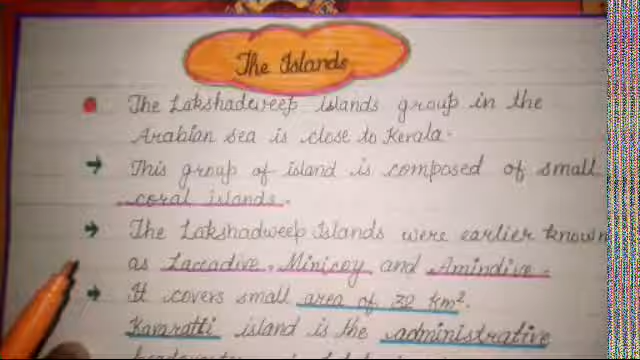 The Islands
The Lakshadweep islands group in the
Arabian sea is close to Kerala.
This group of island is composed of small
coral islands.
The Lakshadweep Islands were earlier known
as Laccadive, Minicoy and Amindive.
It covers small area of 32 km².
Kavaratti island is the administrative